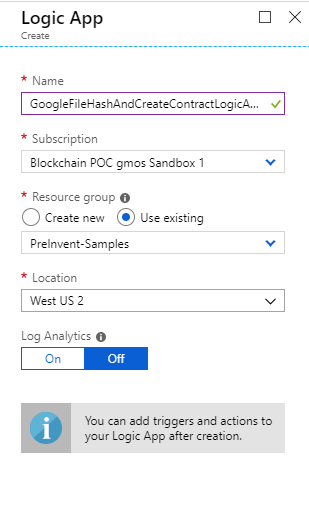 Logic App
Create
* Name
GoogleFileHashAndCreateContractLogicA...
* Subscription
Blockchain POC gmos Sandbox 1
* Resource group
Create new Use existing
PreInvent-Samples
* Location
West US 2
Log Analytics
On Off
You can add triggers and actions to
your Logic App after creation.